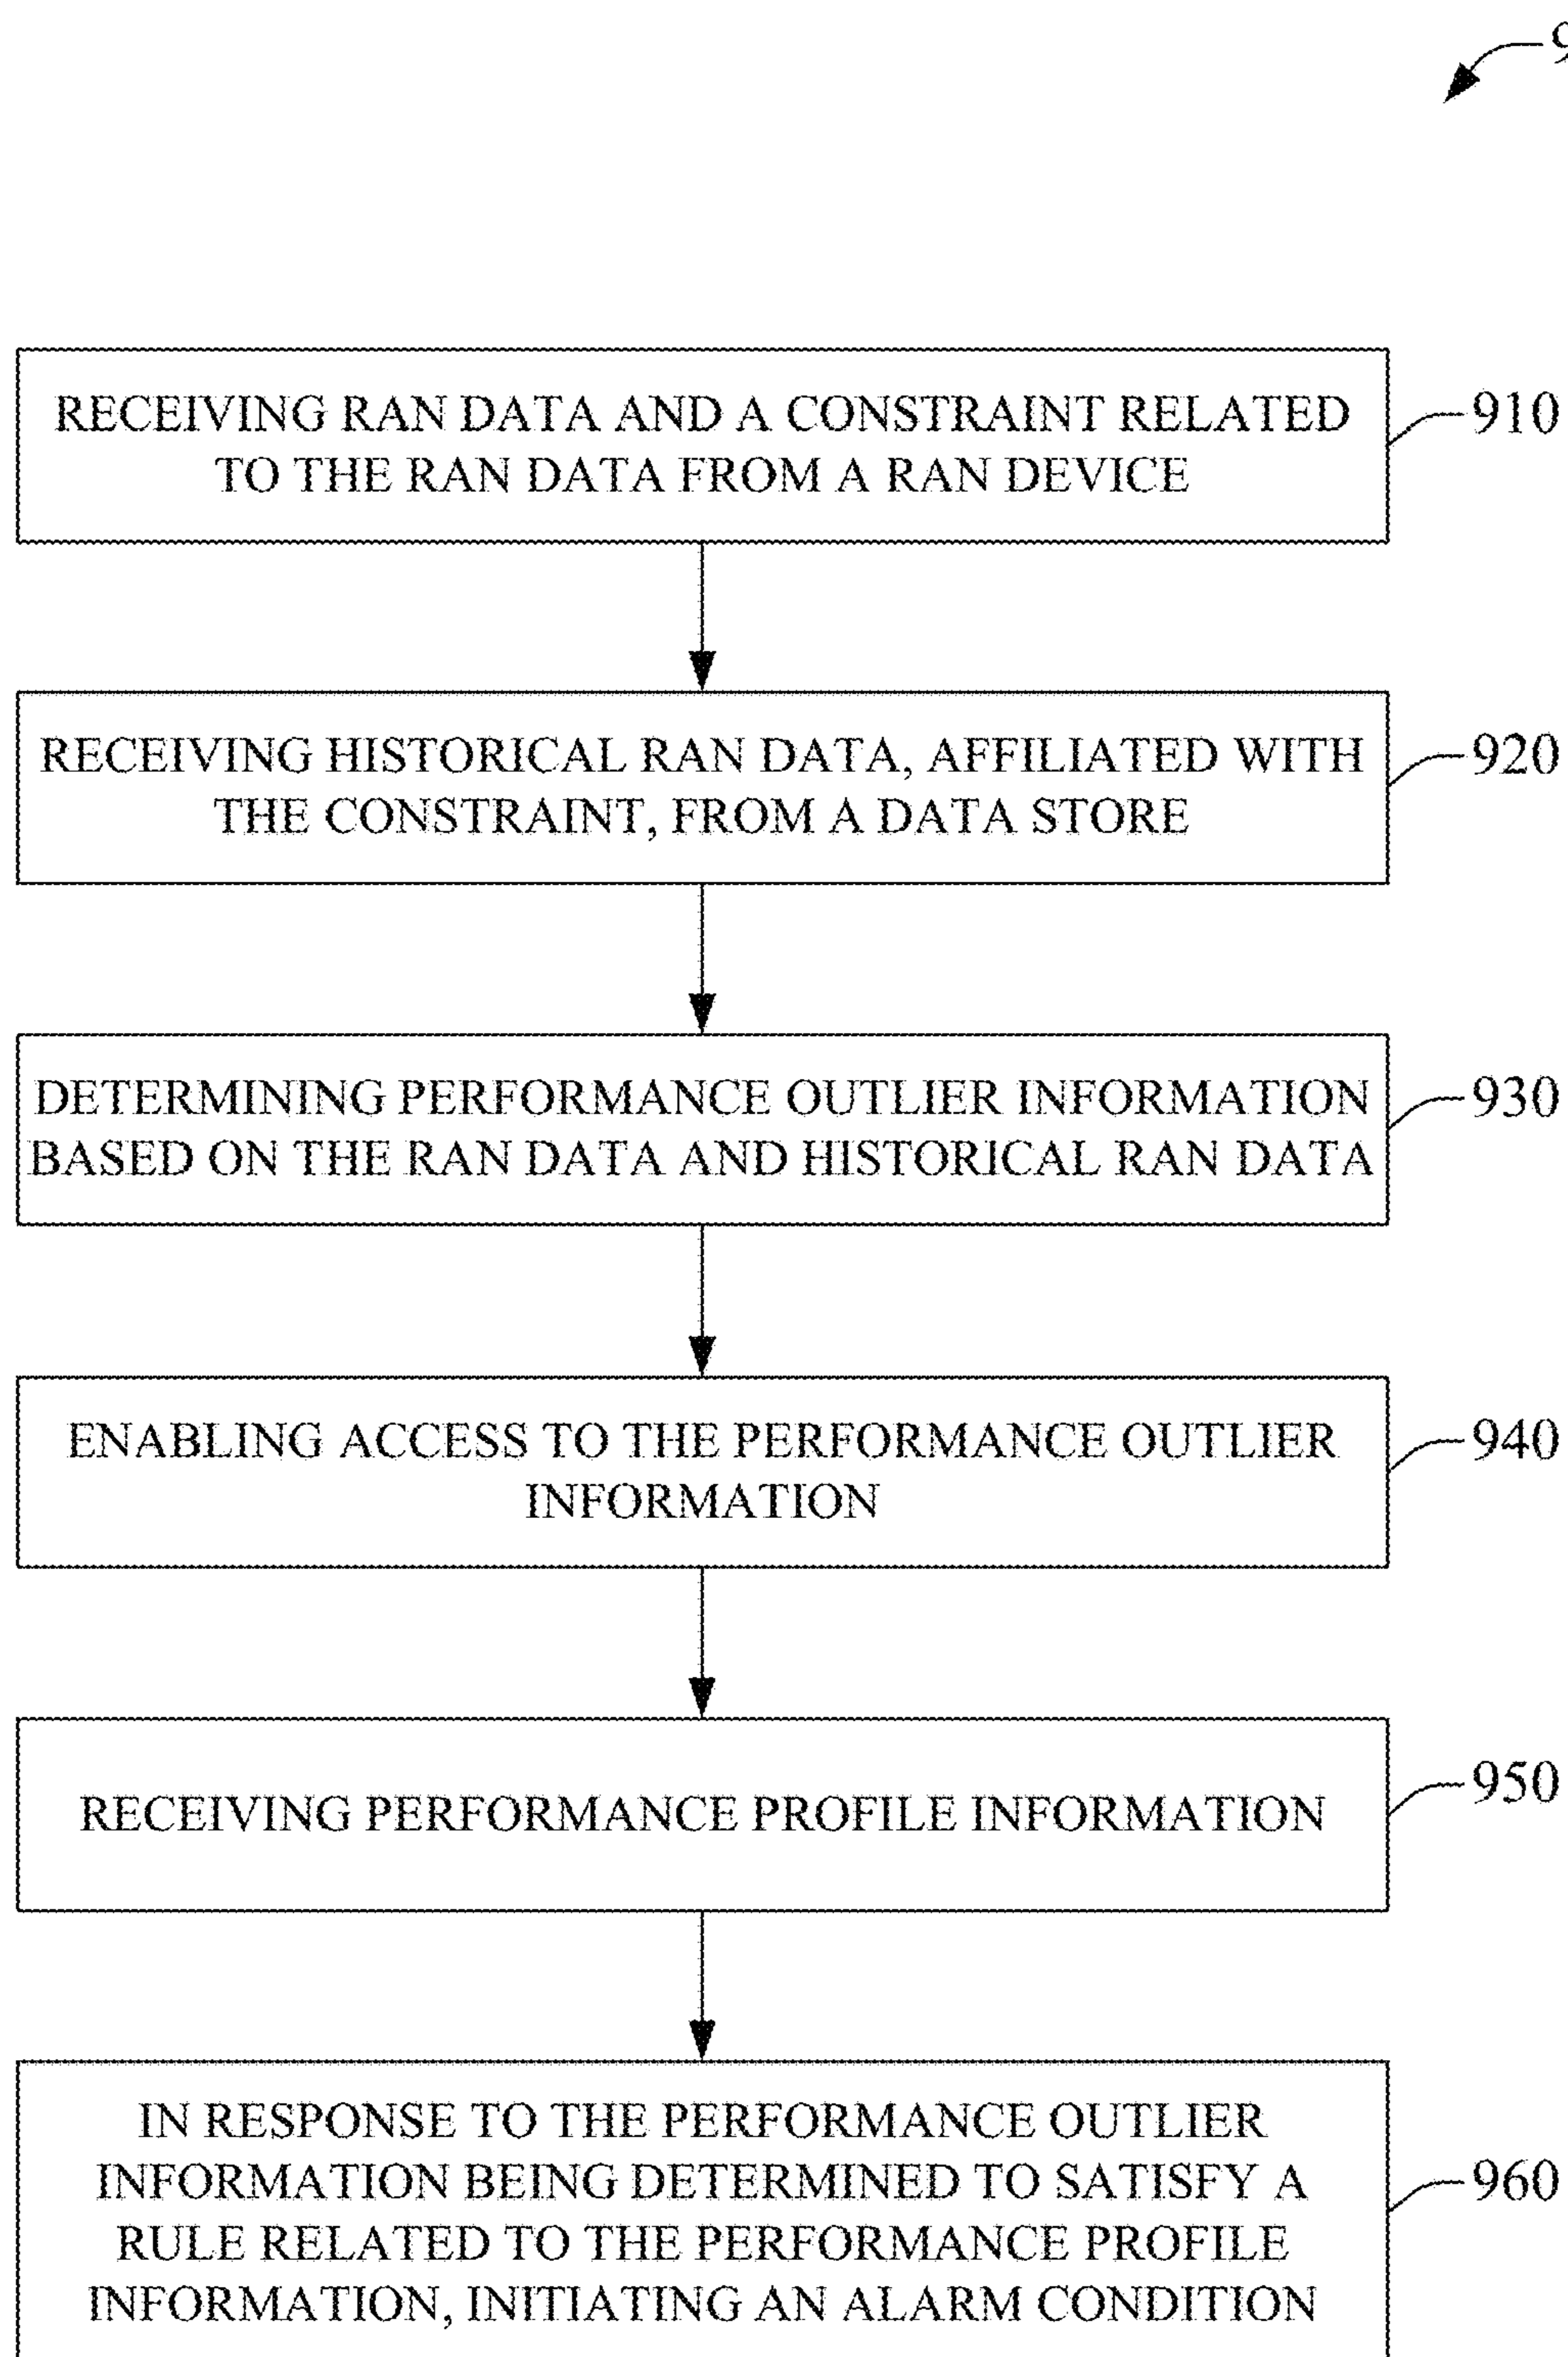 RECEIVING RAN DATA AND A CONSTRAINT RELATED
TO THE RAN DATA FROM A RAN DEVICE
910
RECEIVING HISTORICAL RAN DATA, AFFILIATED WITH
THE CONSTRAINT, FROM A DATA STORE
920
DETERMINING PERFORMANCE OUTLIER INFORMATION
BASED ON THE RAN DATA AND HISTORICAL RAN DATA
930
ENABLING ACCESS TO THE PERFORMANCE OUTLIER
INFORMATION
940
RECEIVING PERFORMANCE PROFILE INFORMATION
950
IN RESPONSE TO THE PERFORMANCE OUTLIER
INFORMATION BEING DETERMINED TO SATISFY A
RULE RELATED TO THE PERFORMANCE PROFILE
INFORMATION, INITIATING AN ALARM CONDITION
960